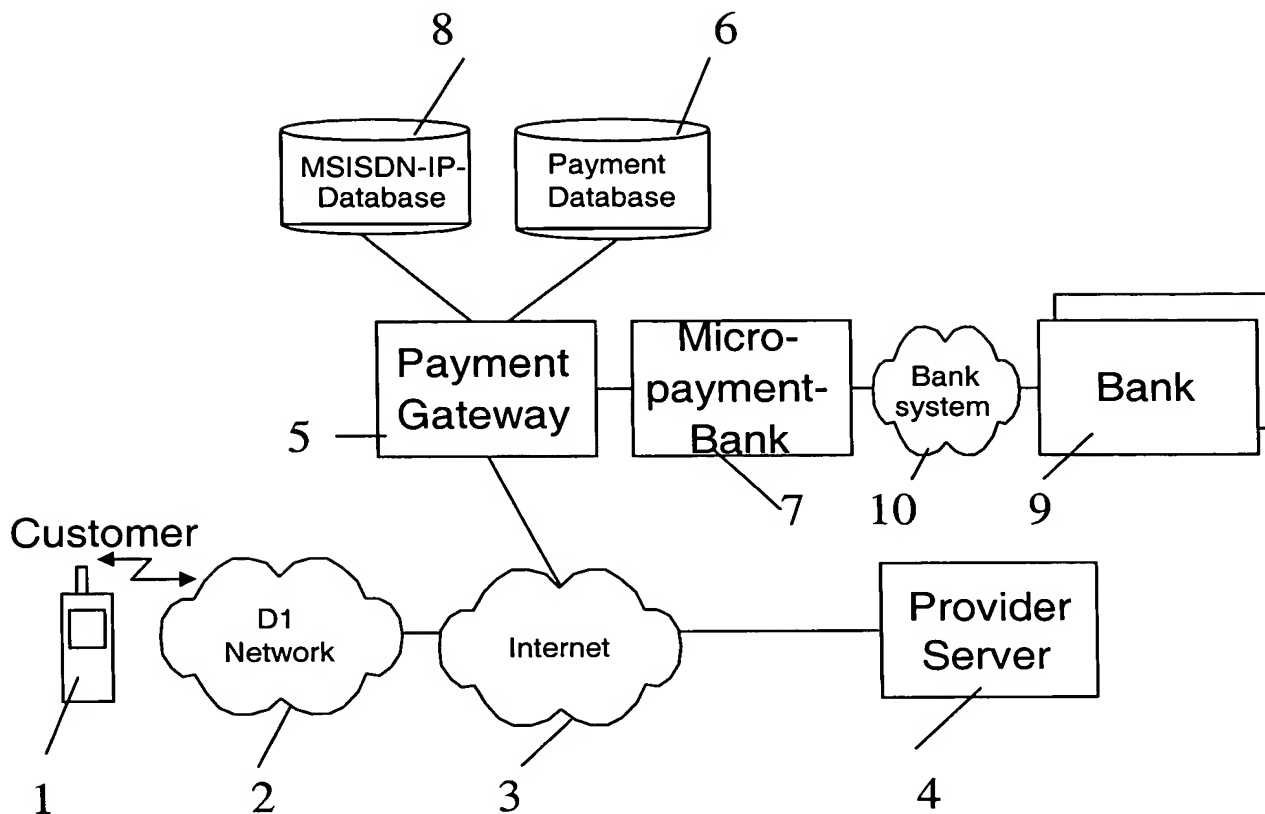 8
6
MSISDN-IP-
Database
Payment
Database
Payment
Gateway
5
Micro-
payment-
Bank
7
Bank
system
10
Bank
9
Customer
1
D1
Network
2
Internet
3
Provider
Server
4